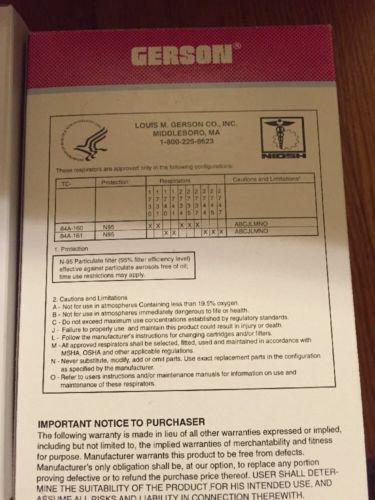 GERSON®
LOUIS M. GERSON CO., INC.
MIDDLEBORO, MA
1-800-225-8623
NIOSH
These respirators are approved only in the following configurations:
TC- Protection Respirators Cautions and Limitations¹
84A-160 N95 X X X X X ABCJLMNO
84A-161 N95 X X X X X ABCJLMNO
1. Protection
N-95 Particulate filter (95% filter efficiency level)
effective against particulate aerosols free of oil;
time use restrictions may apply.
2. Cautions and Limitations
A - Not for use in atmospheres Containing less than 19.5% oxygen.
B - Not for use in atmospheres immediately dangerous to life or health.
C - Do not exceed maximum use concentrations established by regulatory standards.
J - Failure to properly use and maintain this product could result in injury or death.
L - Follow the manufacturer's instructions for changing cartridges and/or filters.
M - All approved respirators shall be selected, fitted, used and maintained in accordance with
MSHA, OSHA and other applicable regulations.
N - Never substitute, modify, add or omit parts. Use exact replacement parts in the configuration
as specified by the manufacturer.
O - Refer to users instructions and/or maintenance manuals for information on use and
maintenance of these respirators.
IMPORTANT NOTICE TO PURCHASER
The following warranty is made in lieu of all other warranties expressed or implied,
including but not limited to, the implied warranties of merchantability and fitness
for purpose. Manufacturer warrants this product to be free from defects.
Manufacturer's only obligation shall be, at our option, to replace any portion
proving defective or to refund the purchase price thereof. USER SHALL DETER-
MINE THE SUITABILITY OF THE PRODUCT FOR HIS INTENDED USE, AND
ASSUME ALL RISKS AND LIABILITY IN CONNECTION THEREWITH.